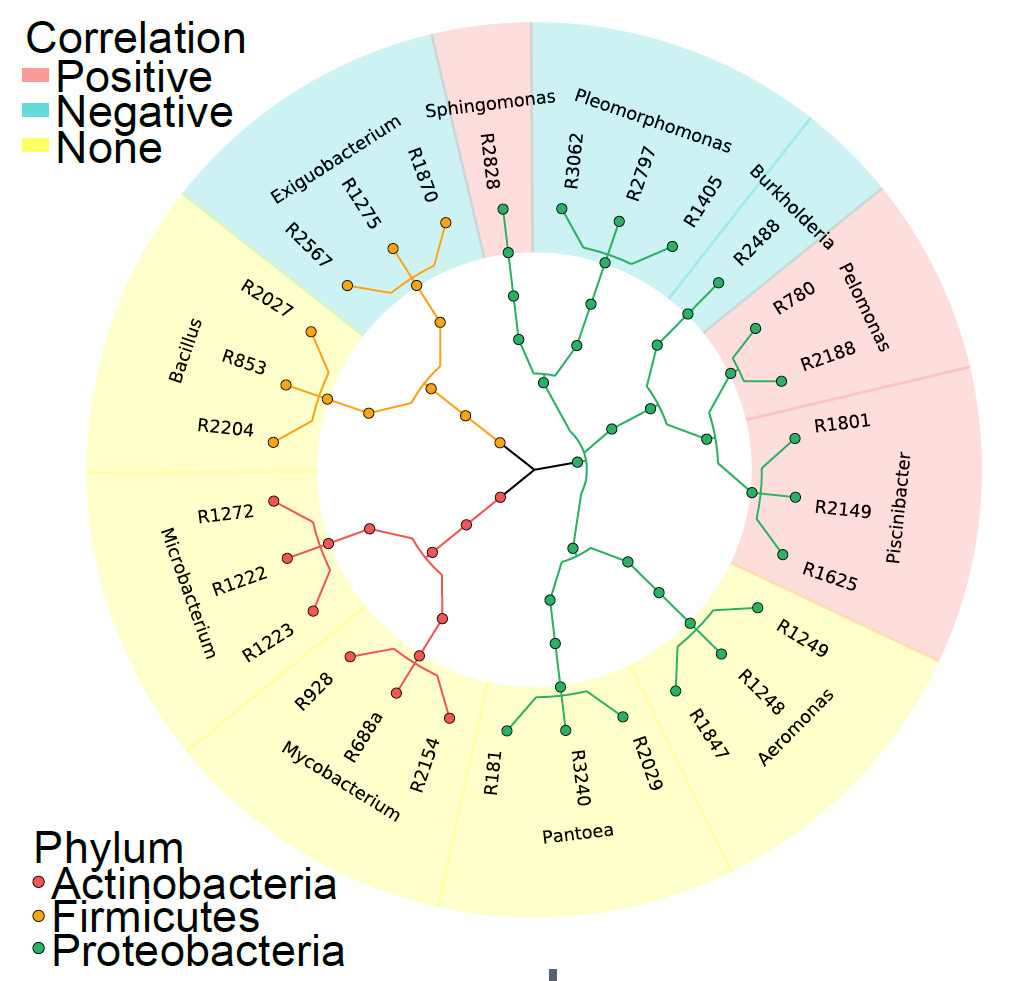 Correlation
Positive
Negative
None
Sphingomonas
R2828
Pleomorphomonas
R3062
R2797
R1405
Burkholderia
R2488
Pelomonas
R780
R2188
Piscinibacter
R1801
R2149
R1625
Aeromonas
R1249
R1248
R1847
Pantoea
R2029
R3240
R181
Mycobacterium
R2154
R688a
R928
Microbacterium
R1223
R1222
R1272
Bacillus
R2204
R853
R2027
Exiguobacterium
R2567
R1275
R1870
Phylum
Actinobacteria
Firmicutes
Proteobacteria